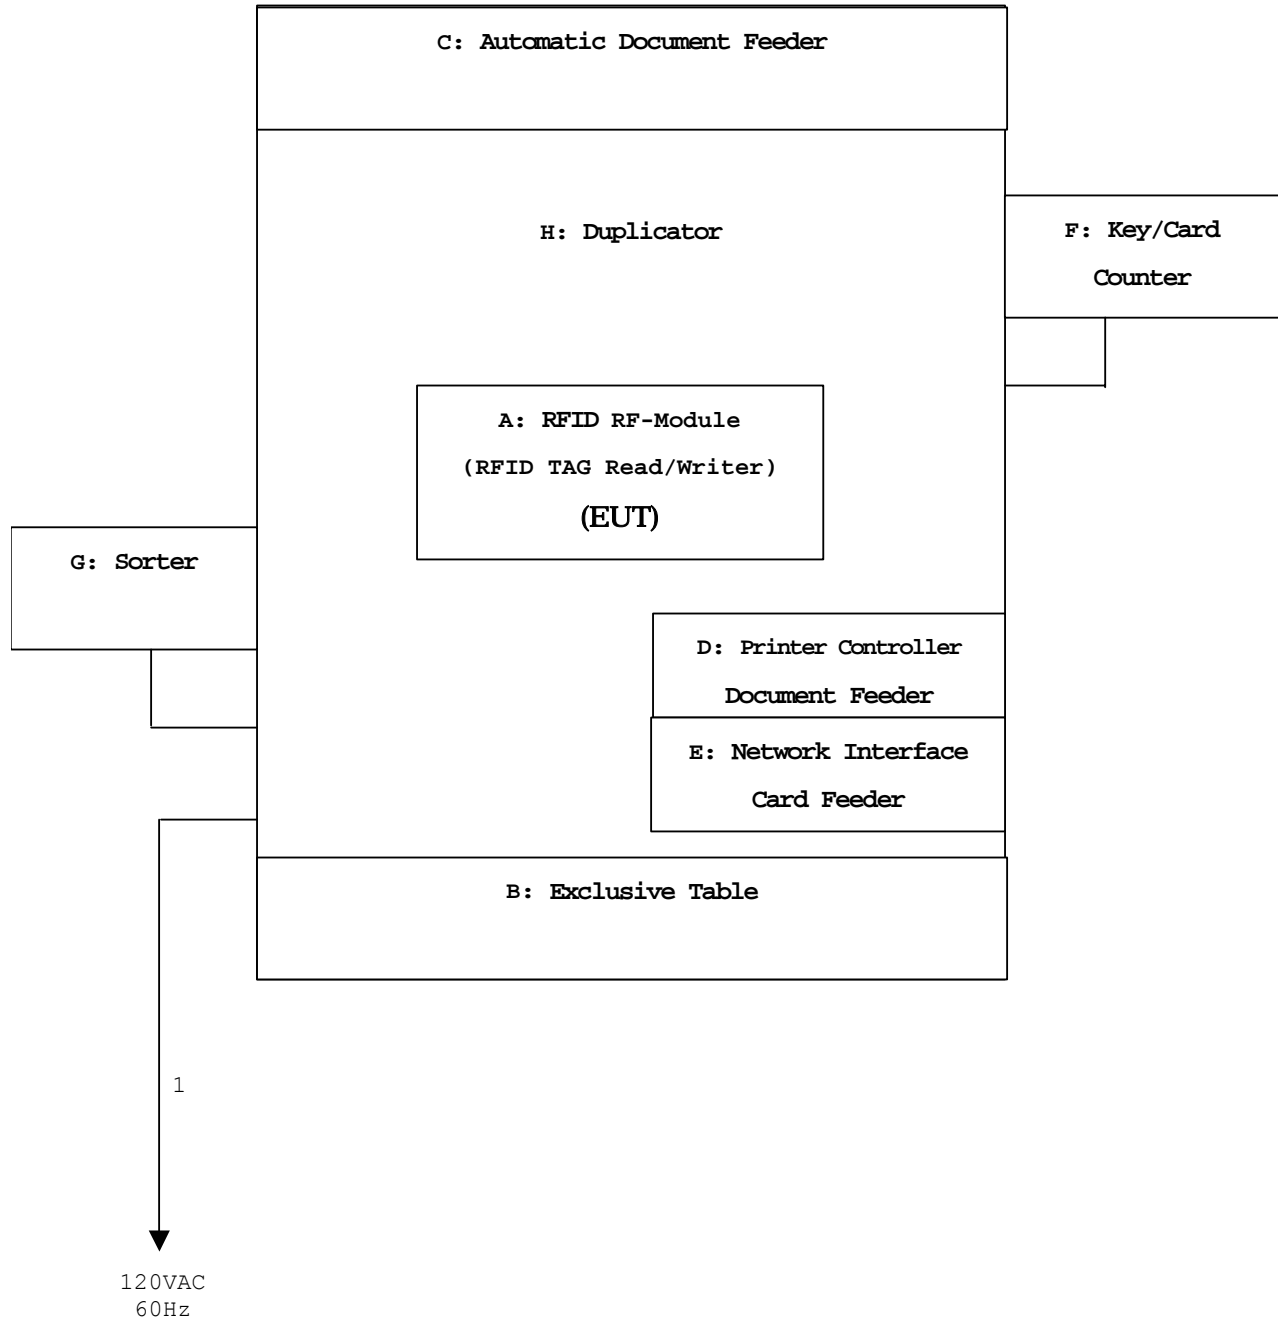 C: Automatic Document Feeder
H: Duplicator
F: Key/Card
Counter
A: RFID RF-Module
(RFID TAG Read/Writer)
(EUT)
G: Sorter
D: Printer Controller
Document Feeder
E: Network Interface
Card Feeder
B: Exclusive Table
1
120VAC
60Hz